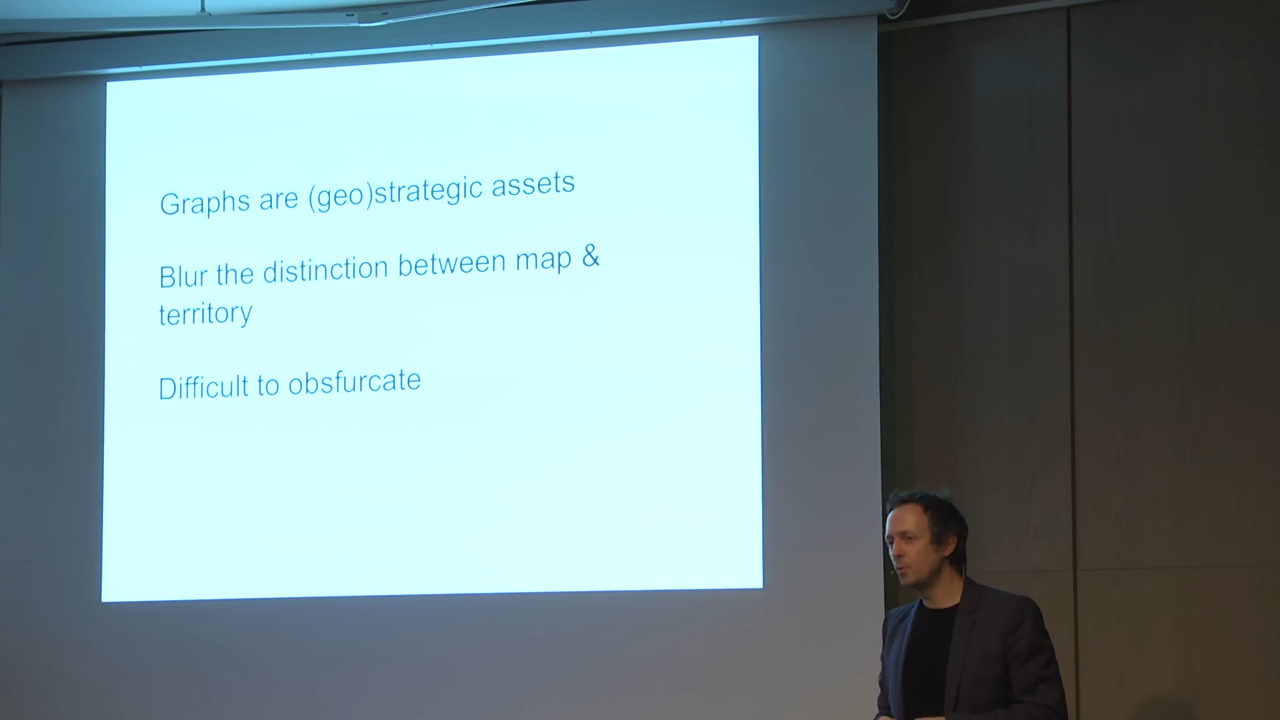 Graphs are (geo)strategic assets
Blur the distinction between map &
territory
Difficult to obsfurcate